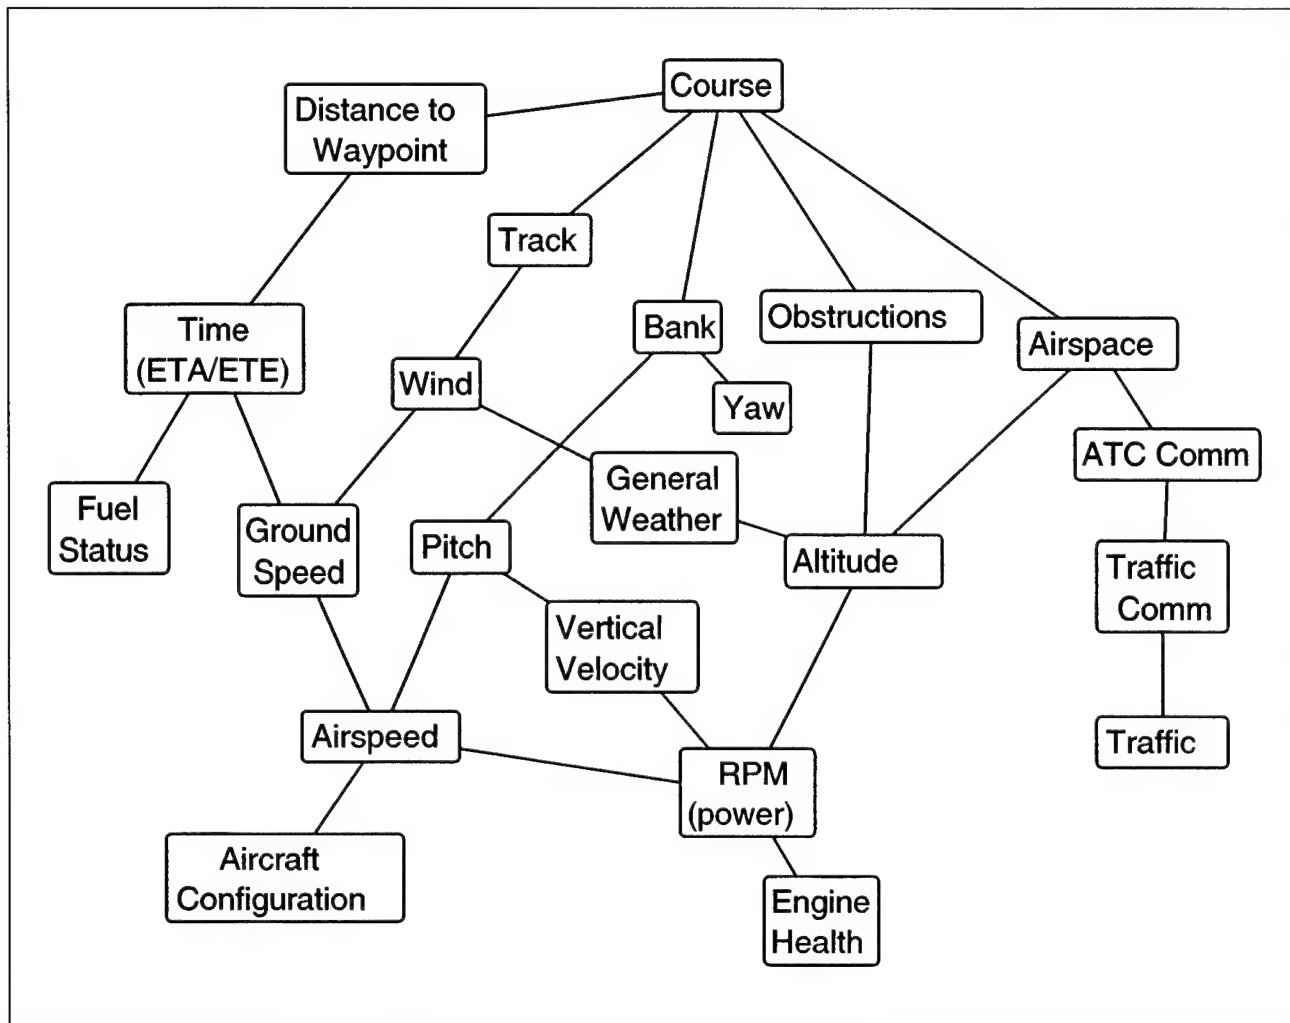 Course
Distance to
Waypoint
Track
Time
(ETA/ETE)
Bank
Obstructions
Airspace
Wind
Yaw
ATC Comm
General
Weather
Fuel
Status
Ground
Speed
Pitch
Altitude
Traffic
Comm
Vertical
Velocity
Airspeed
RPM
(power)
Traffic
Aircraft
Configuration
Engine
Health